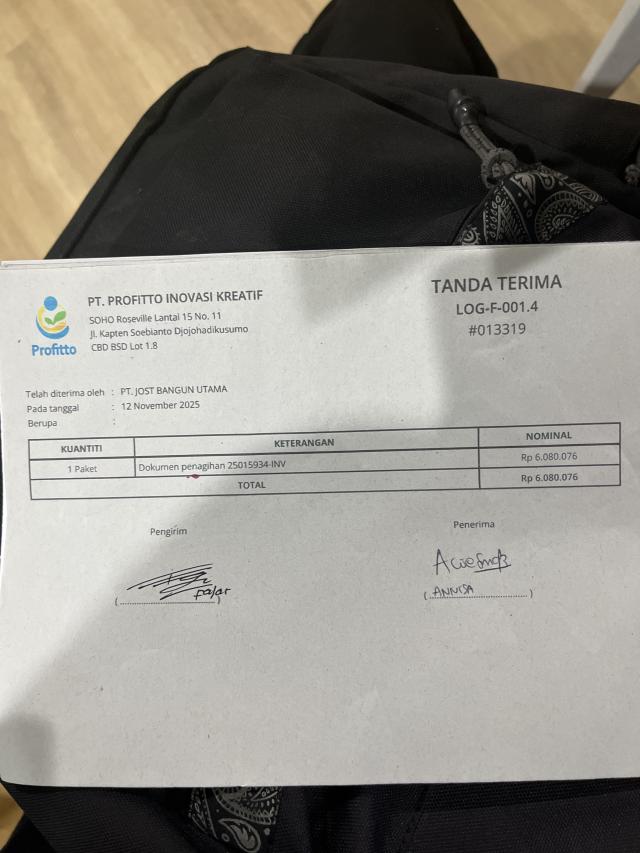 PT. PROFITTO INOVASI KREATIF
SOHO Roseville Lantai 15 No. 11
Jl. Kapten Soebianto Djojohadikusumo
CBD BSD Lot 1.8
Profitto
TANDA TERIMA
LOG-F-001.4
#013319
Telah diterima oleh : PT. JOST BANGUN UTAMA
Pada tanggal : 12 November 2025
Berupa :
KUANTITI KETERANGAN NOMINAL
1 Paket Dokumen penagihan 25015934-INV Rp 6.080.076
TOTAL Rp 6.080.076
Pengirim Penerima
fajar
(........................)
( ANNISA )